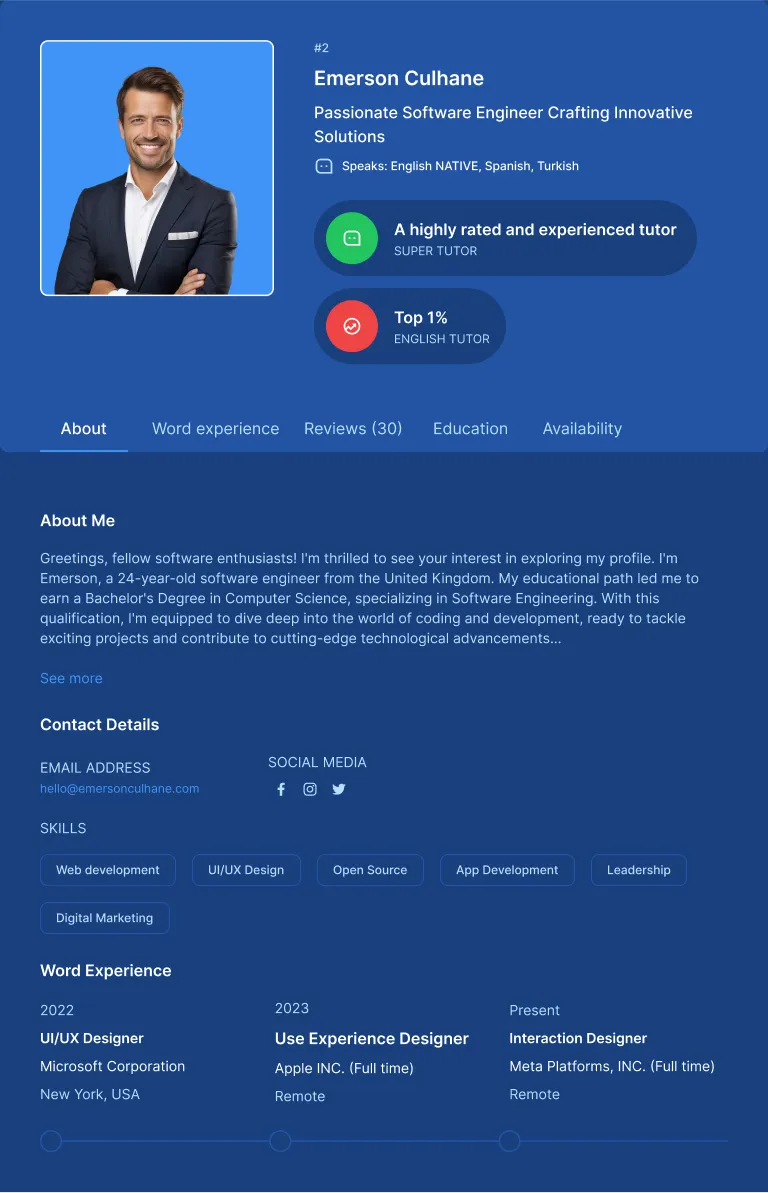 #2
Emerson Culhane
Passionate Software Engineer Crafting Innovative
Solutions
Speaks: English NATIVE, Spanish, Turkish
A highly rated and experienced tutor
SUPER TUTOR
Top 1%
ENGLISH TUTOR
About
Word experience
Reviews (30)
Education
Availability
About Me
Greetings, fellow software enthusiasts! I'm thrilled to see your interest in exploring my profile. I'm
Emerson, a 24-year-old software engineer from the United Kingdom. My educational path led me to
earn a Bachelor's Degree in Computer Science, specializing in Software Engineering. With this
qualification, I'm equipped to dive deep into the world of coding and development, ready to tackle
exciting projects and contribute to cutting-edge technological advancements...
See more
Contact Details
EMAIL ADDRESS
hello@emersonculhane.com
SOCIAL MEDIA
SKILLS
Web development
UI/UX Design
Open Source
App Development
Leadership
Digital Marketing
Word Experience
2022
UI/UX Designer
Microsoft Corporation
New York, USA
2023
Use Experience Designer
Apple INC. (Full time)
Remote
Present
Interaction Designer
Meta Platforms, INC. (Full time)
Remote